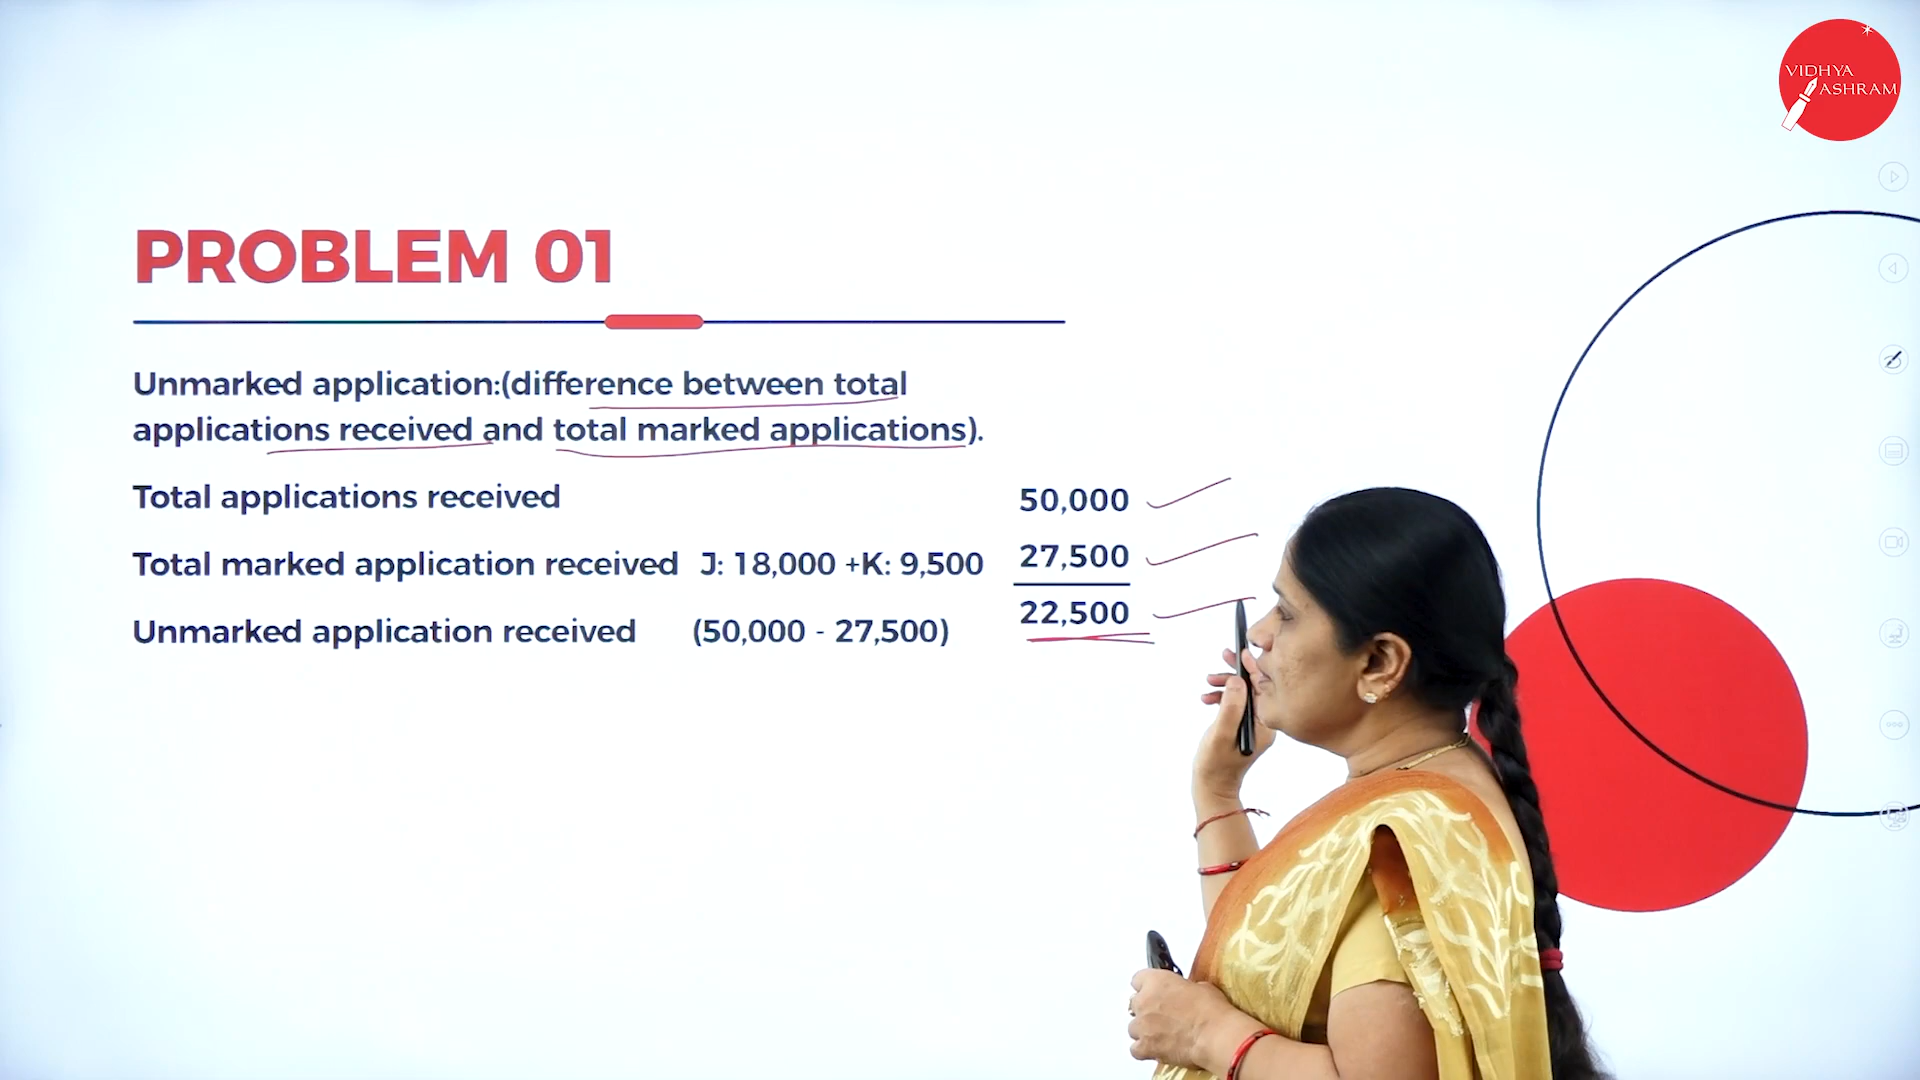 VIDHYA
ASHRAM
PROBLEM 01
Unmarked application:(difference between total
applications received and total marked applications).
Total applications received 50,000
Total marked application received J: 18,000 +K: 9,500 27,500
Unmarked application received (50,000 - 27,500) 22,500